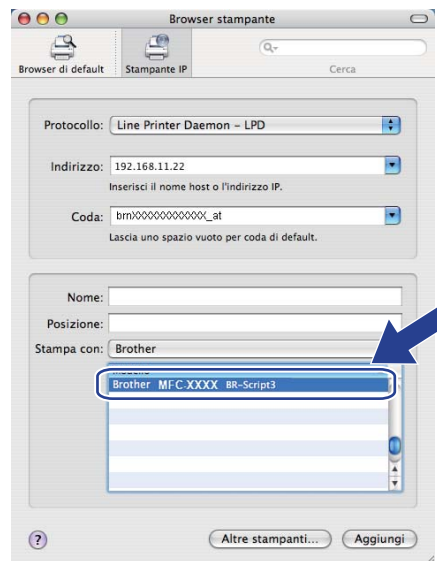 Browser stampante
Browser di default
Stampante IP
Cerca
Protocollo: Line Printer Daemon – LPD
Indirizzo: 192.168.11.22
Inserisci il nome host o l'indirizzo IP.
Coda: brnXXXXXXXXXXXX_at
Lascia uno spazio vuoto per coda di default.
Nome:
Posizione:
Stampa con: Brother
Brother MFC-XXXX BR-Script3
?
Altre stampanti...
Aggiungi